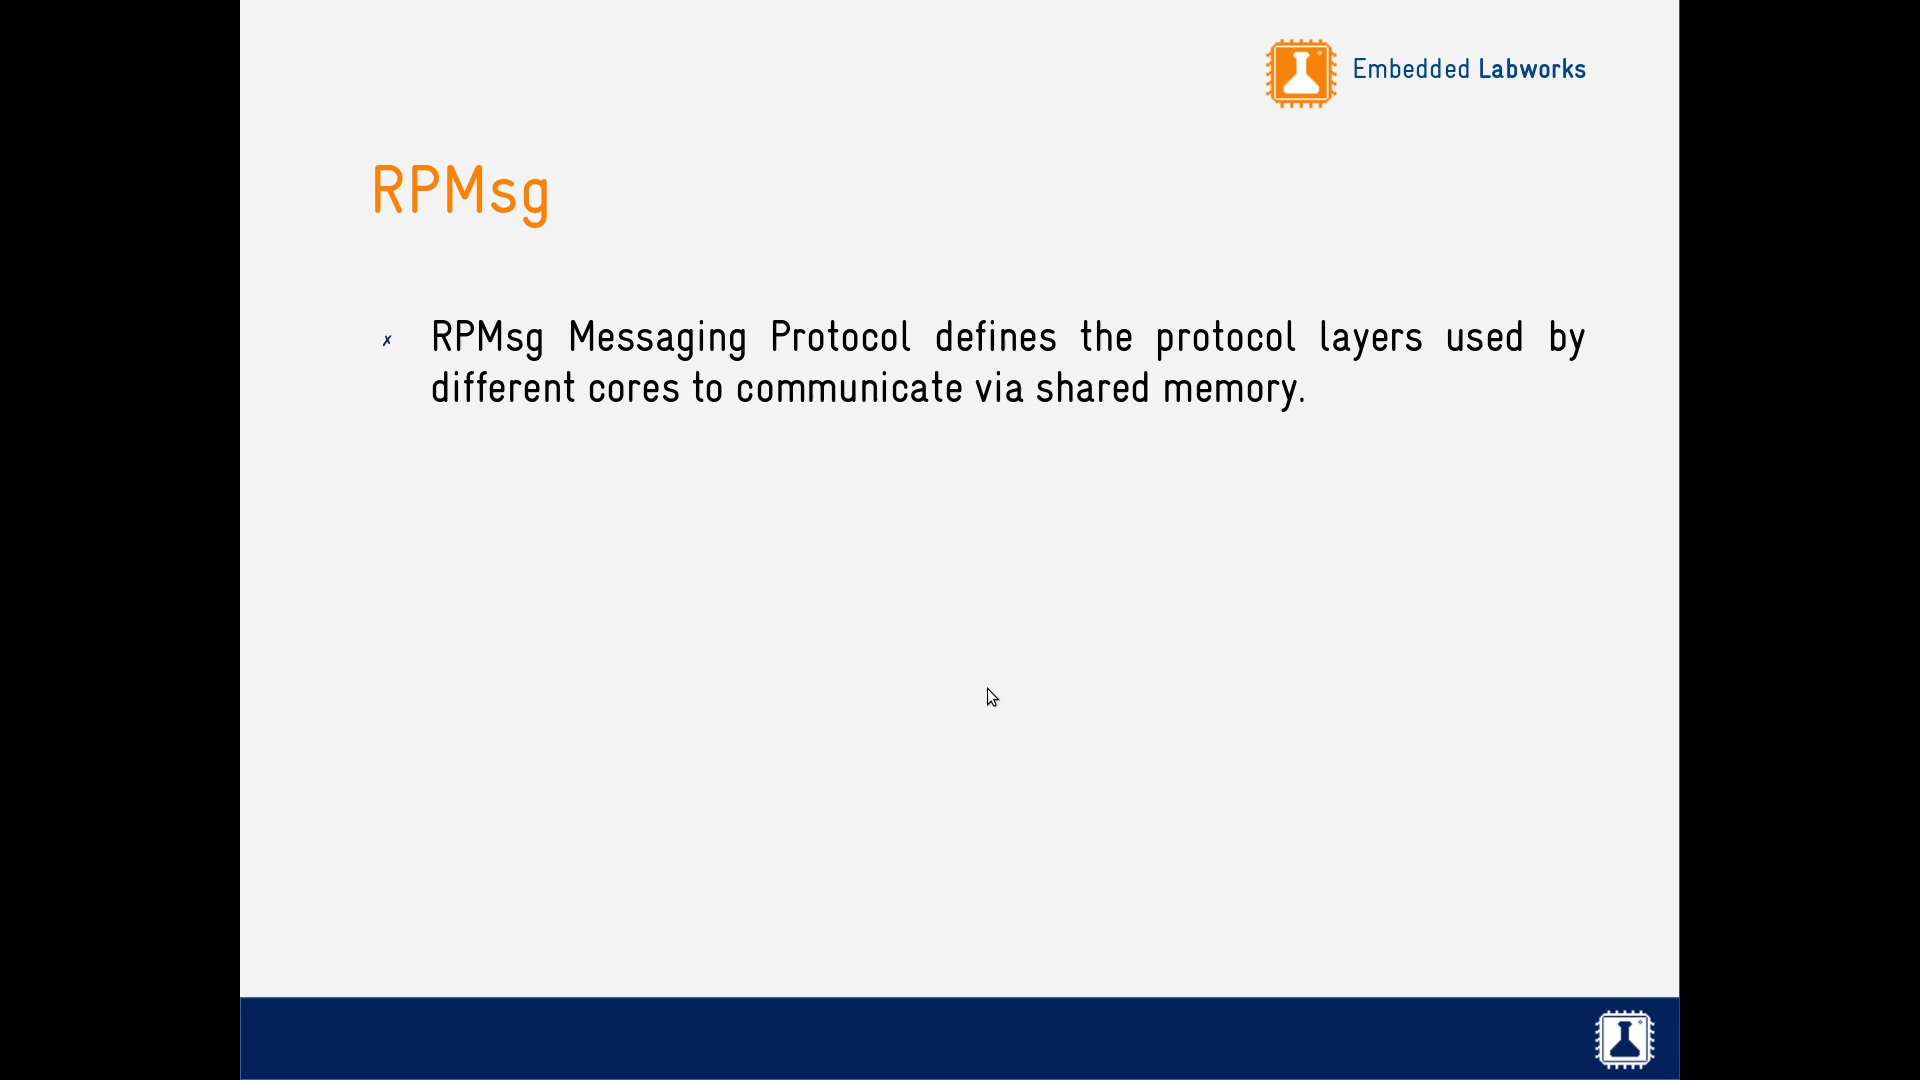 Embedded Labworks
RPMsg
✗ RPMsg Messaging Protocol defines the protocol layers used by
different cores to communicate via shared memory.